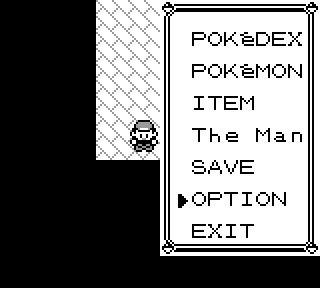 POKéDEX
POKéMON
ITEM
The Man
SAVE
OPTION
EXIT